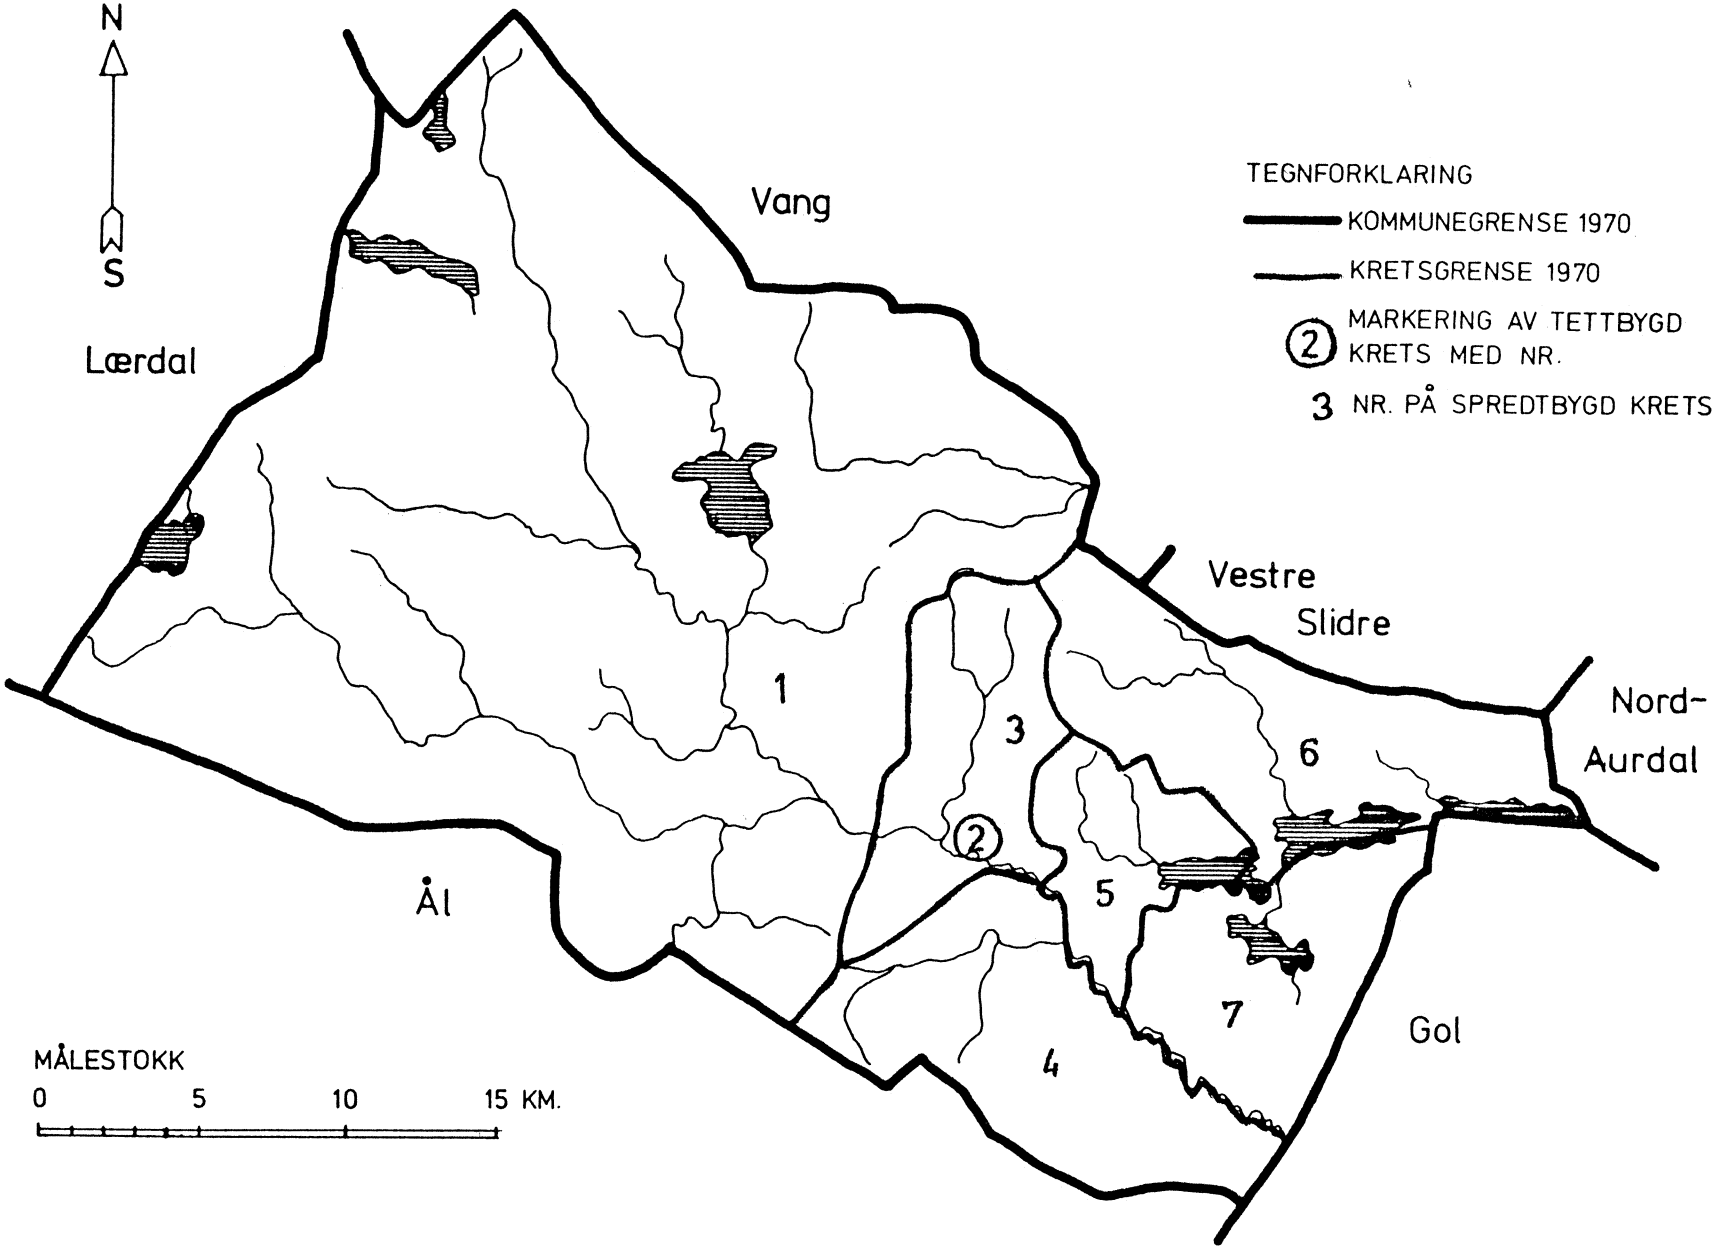 N
S
Vang
Lærdal
TEGNFORKLARING
KOMMUNEGRENSE 1970
KRETSGRENSE 1970
2
MARKERING AV TETTBYGD
KRETS MED NR.
3 NR. PÅ SPREDTBYGD KRETS
Vestre
Slidre
Nord-
Aurdal
1
3
6
2
5
Ål
7
4
Gol
MÅLESTOKK
0 5 10 15 KM.